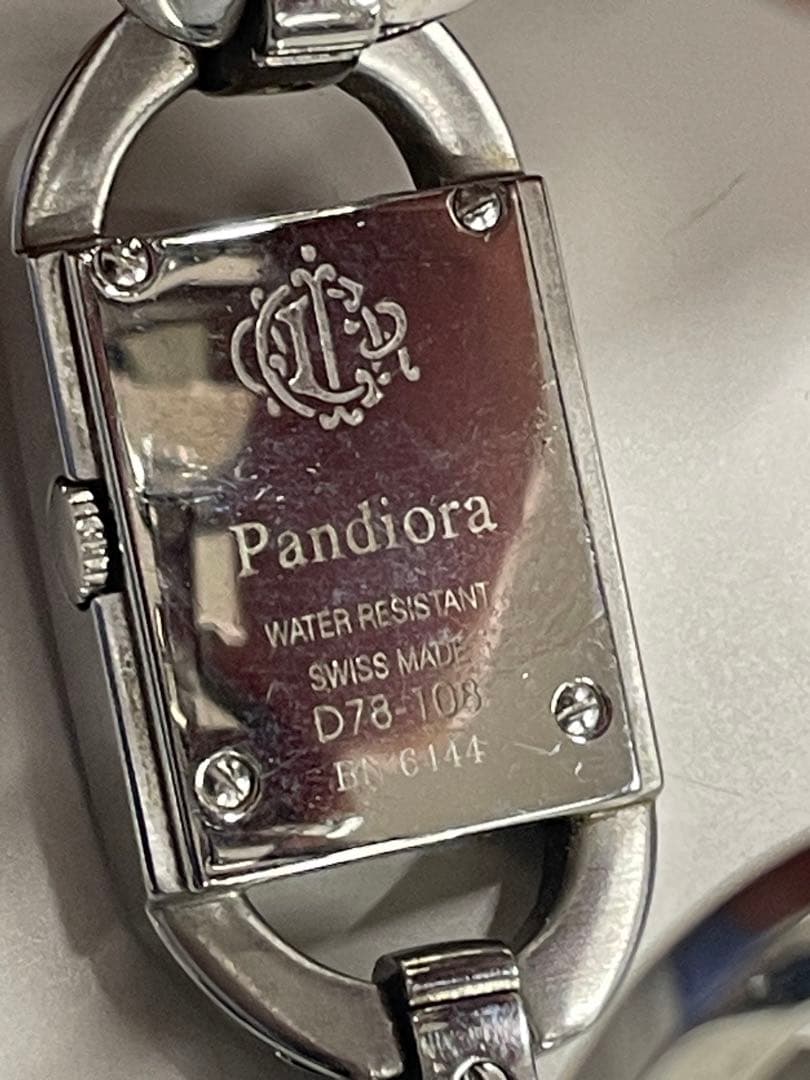 Pandiora
WATER RESISTANT
SWISS MADE
D78-108
BN 6144